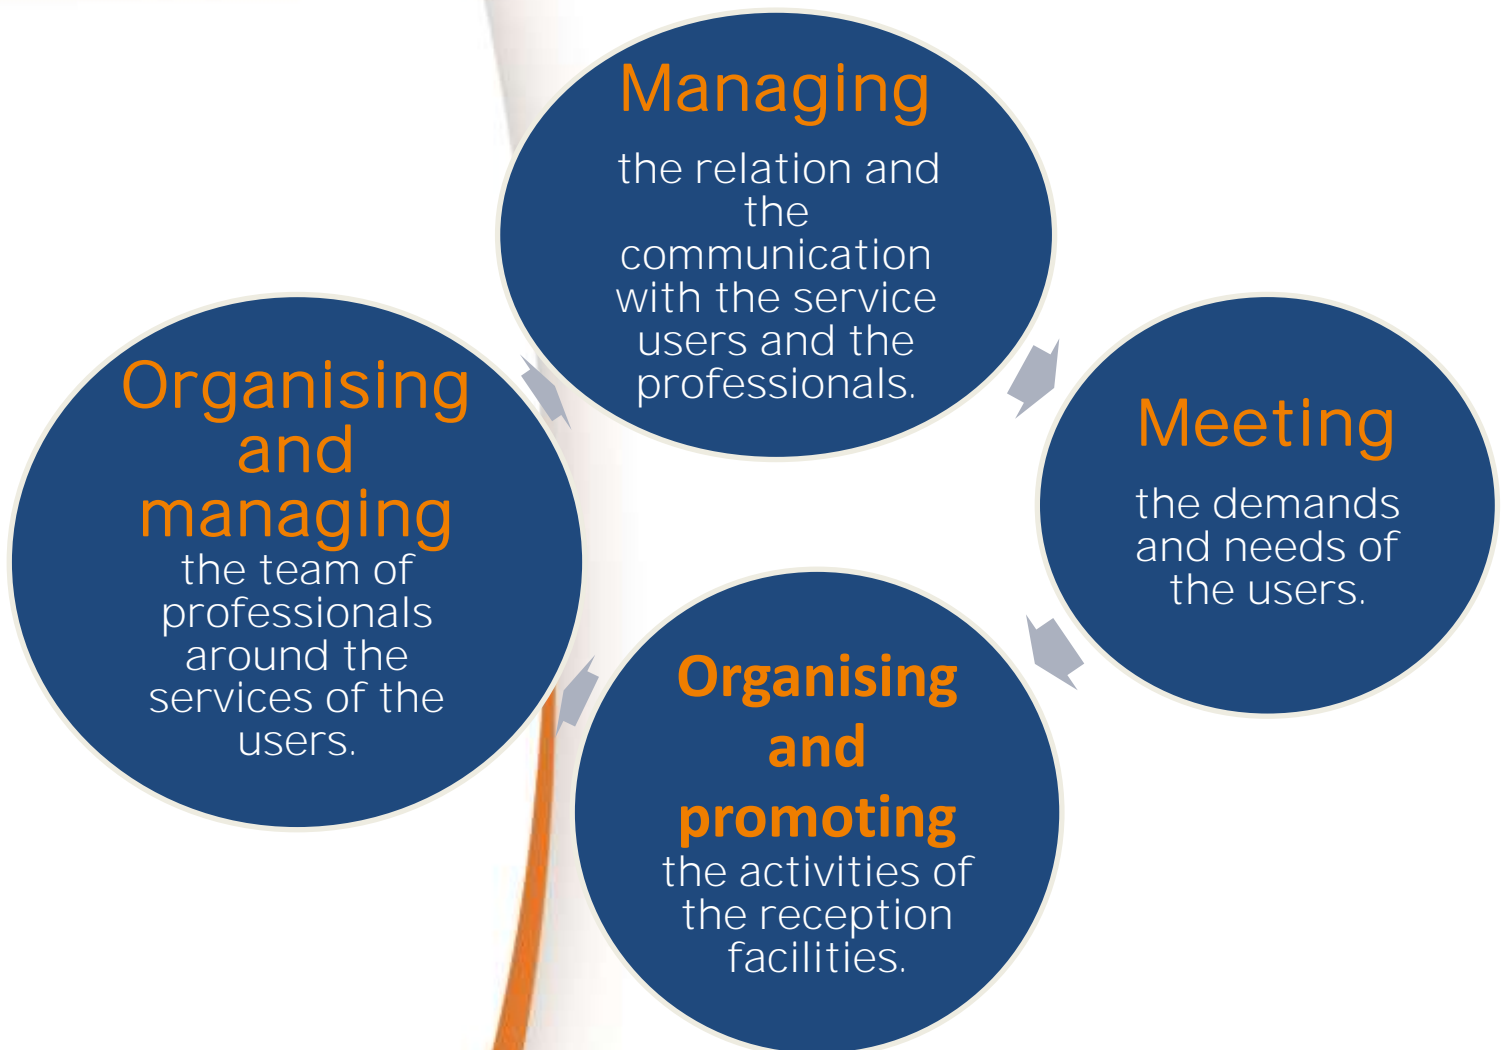 Managing
the relation and
the
communication
with the service
users and the
professionals.
Meeting
the demands
and needs of
the users.
Organising
and
promoting
the activities of
the reception
facilities.
Organising
and
managing
the team of
professionals
around the
services of the
users.